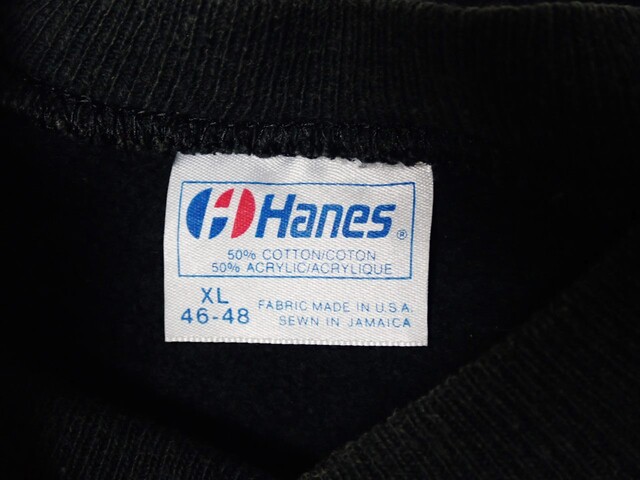 Hanes®
50% COTTON/COTON
50% ACRYLIC/ACRYLIQUE
XL
46-48
FABRIC MADE IN U.S.A.
SEWN IN JAMAICA